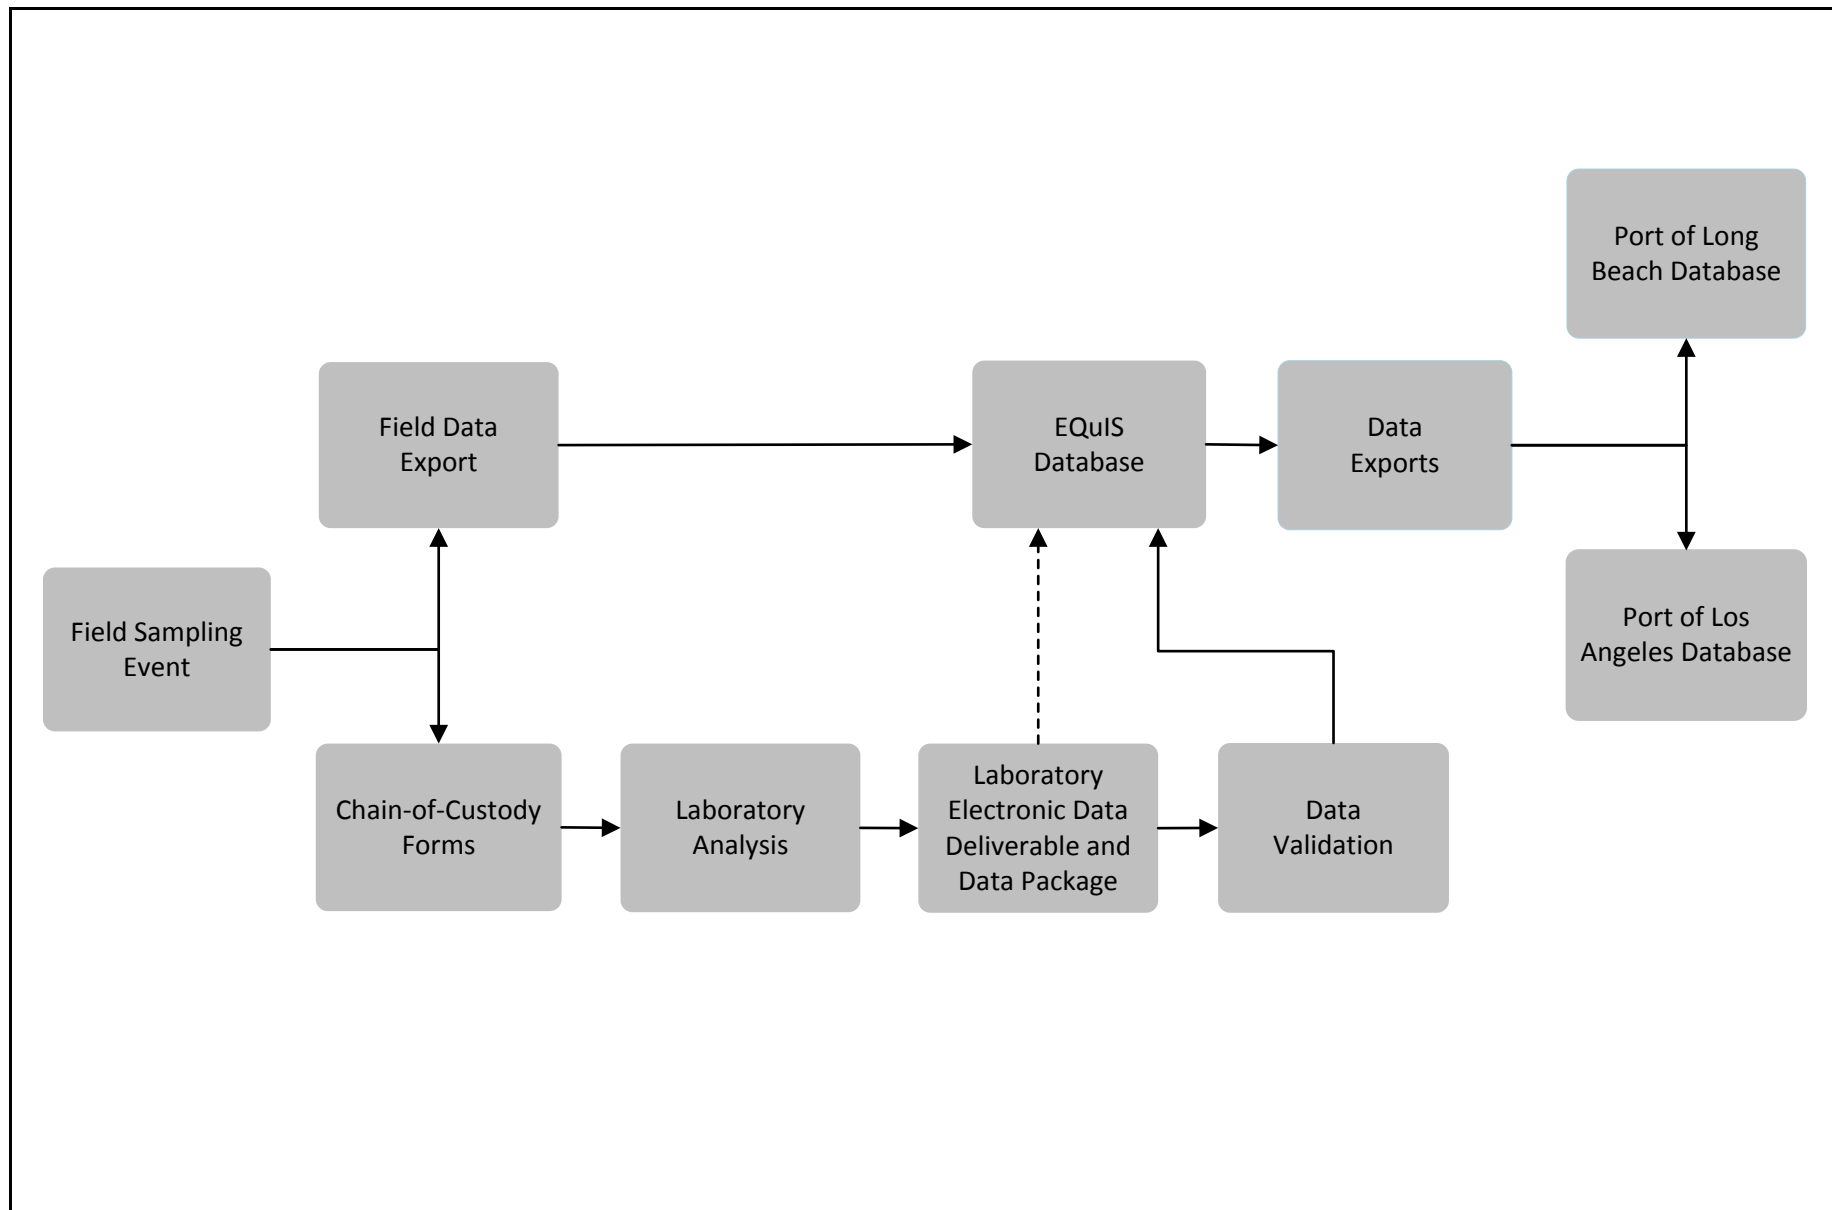 Port of Long
Beach Database
Field Data
Export
EQuIS
Database
Data
Exports
Field Sampling
Event
Port of Los
Angeles Database
Chain-of-Custody
Forms
Laboratory
Analysis
Laboratory
Electronic Data
Deliverable and
Data Package
Data
Validation